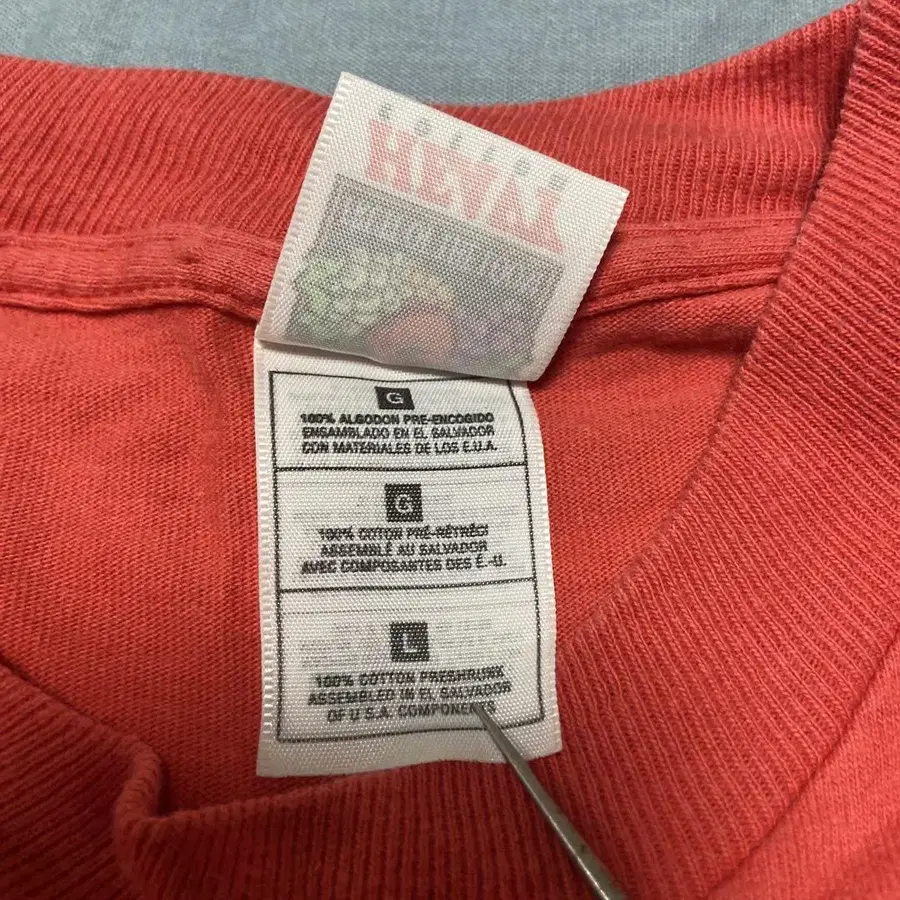 HEAVY
G
100% ALGODON PRE-ENCOGIDO
ENSAMBLADO EN EL SALVADOR
CON MATERIALES DE LOS E.U.A.
G
100% COTON PRÉ-RÉTRÉCI
ASSEMBLÉ AU SALVADOR
AVEC COMPOSANTES DES É.-U.
L
100% COTTON PRESHRUNK
ASSEMBLED IN EL SALVADOR
OF U.S.A. COMPONENTS